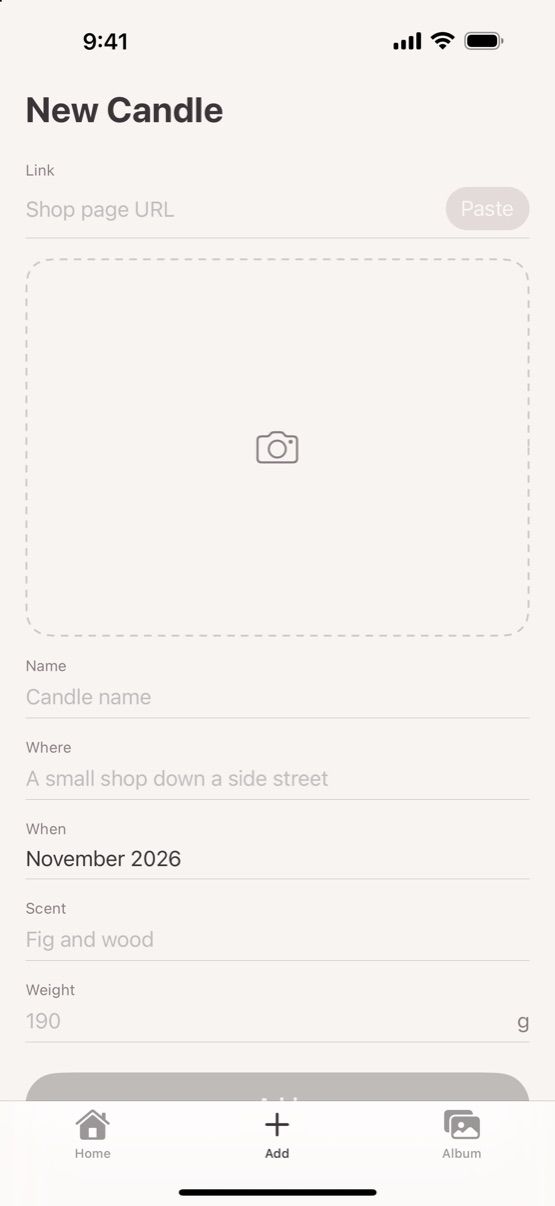 9:41
New Candle
Link
Shop page URL
Paste
Name
Candle name
Where
A small shop down a side street
When
November 2026
Scent
Fig and wood
Weight
190
g
Home
Add
Album